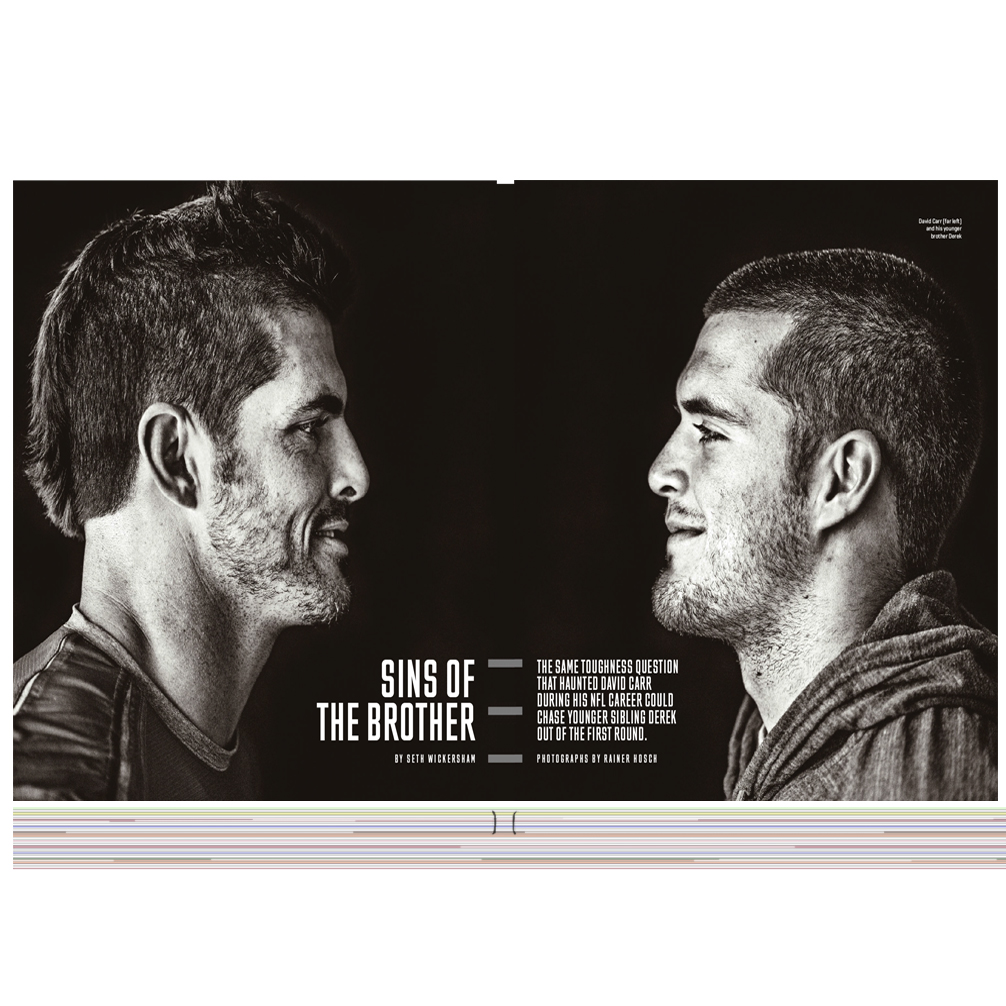 David Carr (far left)
and his younger
brother Derek
SINS OF
THE BROTHER
BY SETH WICKERSHAM
THE SAME TOUGHNESS QUESTION
THAT HAUNTED DAVID CARR
DURING HIS NFL CAREER COULD
CHASE YOUNGER SIBLING DEREK
OUT OF THE FIRST ROUND.
PHOTOGRAPHS BY RAINER HOSCH